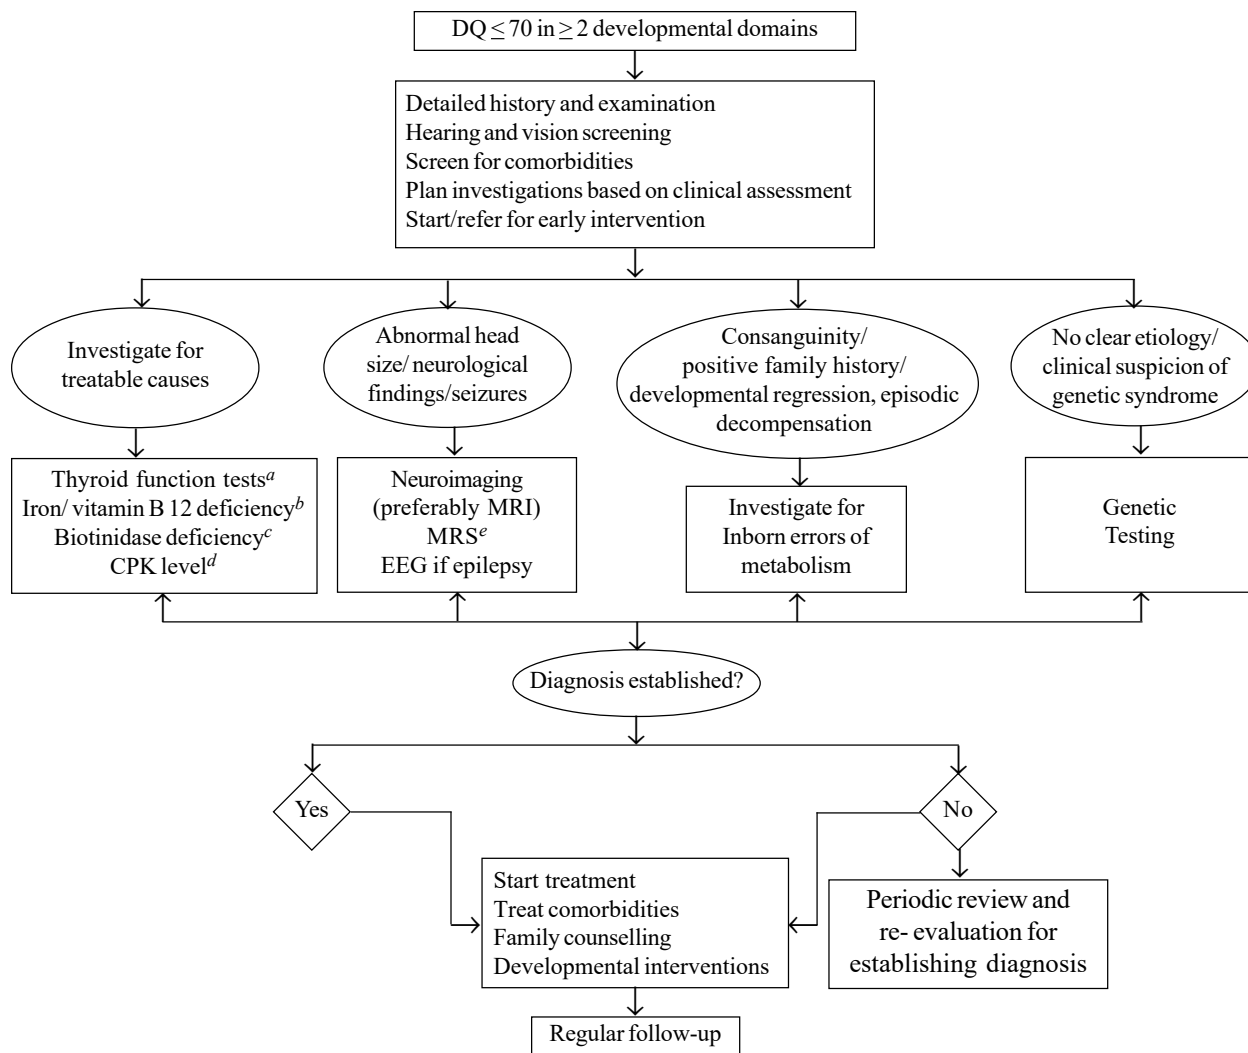 DQ ≤ 70 in ≥ 2 developmental domains
Detailed history and examination
Hearing and vision screening
Screen for comorbidities
Plan investigations based on clinical assessment
Start/refer for early intervention
Investigate for
treatable causes
Abnormal head
size/ neurological
findings/seizures
Consanguinity/
positive family history/
developmental regression, episodic
decompensation
No clear etiology/
clinical suspicion of
genetic syndrome
Thyroid function tests^a
Iron/ vitamin B 12 deficiency^b
Biotinidase deficiency^c
CPK level^d
Neuroimaging
(preferably MRI)
MRS^e
EEG if epilepsy
Investigate for
Inborn errors of
metabolism
Genetic
Testing
Diagnosis established?
Yes
No
Start treatment
Treat comorbidities
Family counselling
Developmental interventions
Periodic review and
re- evaluation for
establishing diagnosis
Regular follow-up